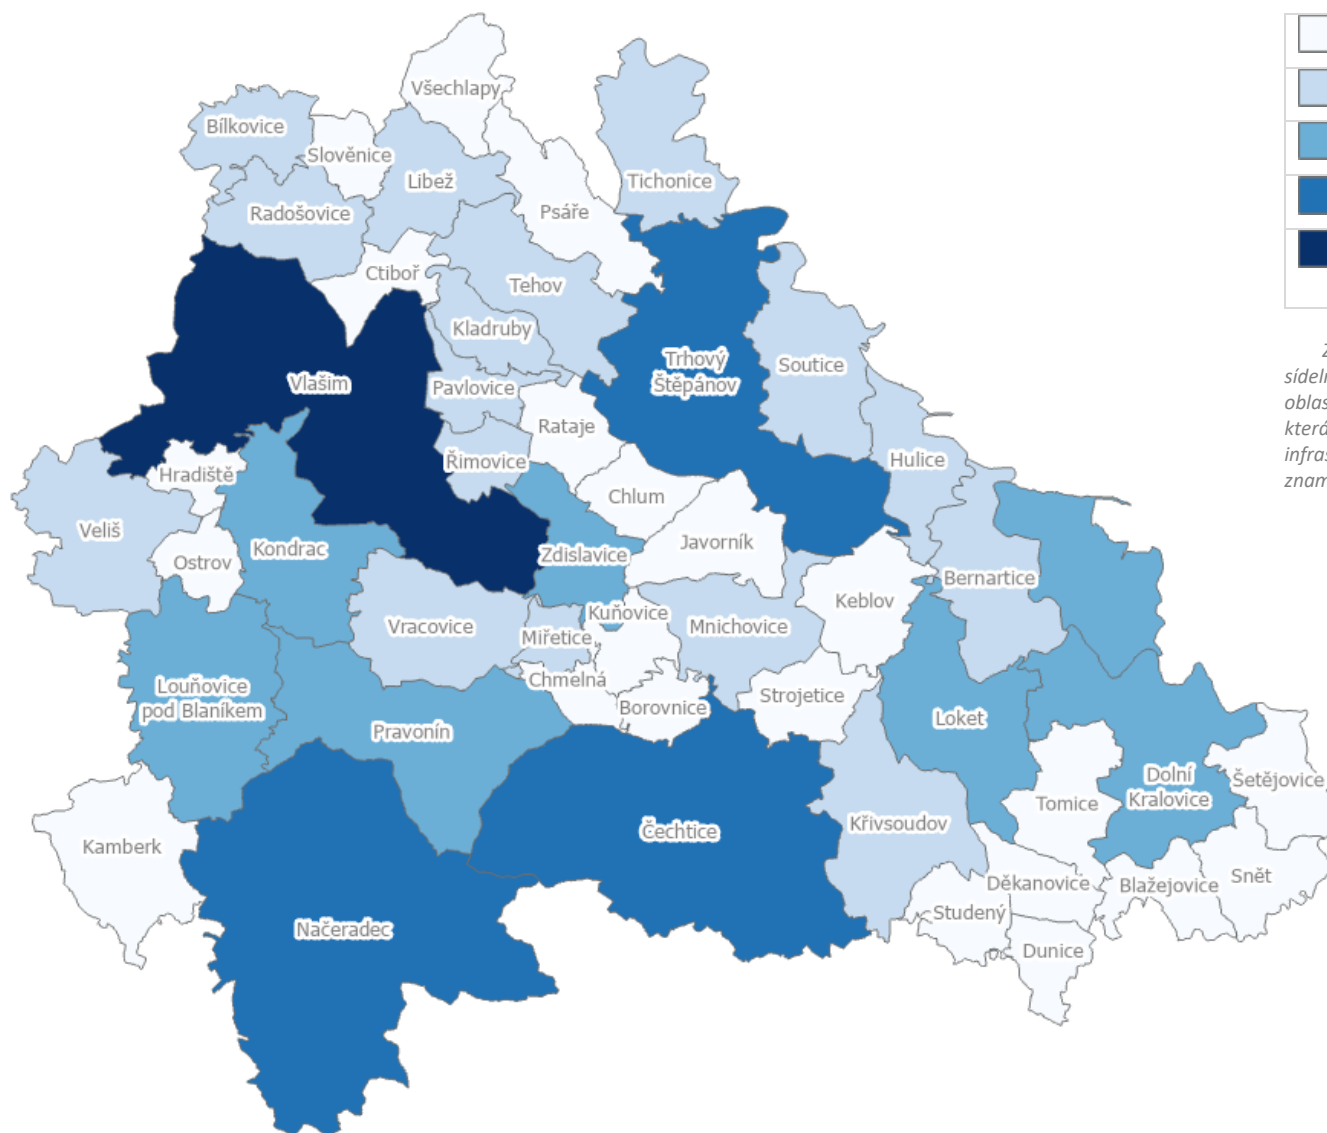 Všechlapy
Bílkovice
Slověnice
Libež
Tichonice
Radošovice
Psáře
Ctiboř
Tehov
Kladruby
Vlašim
Trhový
Štěpánov
Soutice
Pavlovice
Rataje
Řimovice
Hulice
Hradiště
Chlum
Veliš
Ostrov
Kondrac
Zdislavice
Javorník
Bernartice
Keblov
Kuňovice
Vracovice
Miřetice
Mnichovice
Chmelná
Louňovice
pod Blaníkem
Borovnice
Strojetice
Loket
Pravonín
Dolní
Kralovice
Šetějovice
Tomice
Kamberk
Čechtice
Křivsoudov
Děkanovice
Blažejovice
Snět
Studený
Načeradec
Dunice